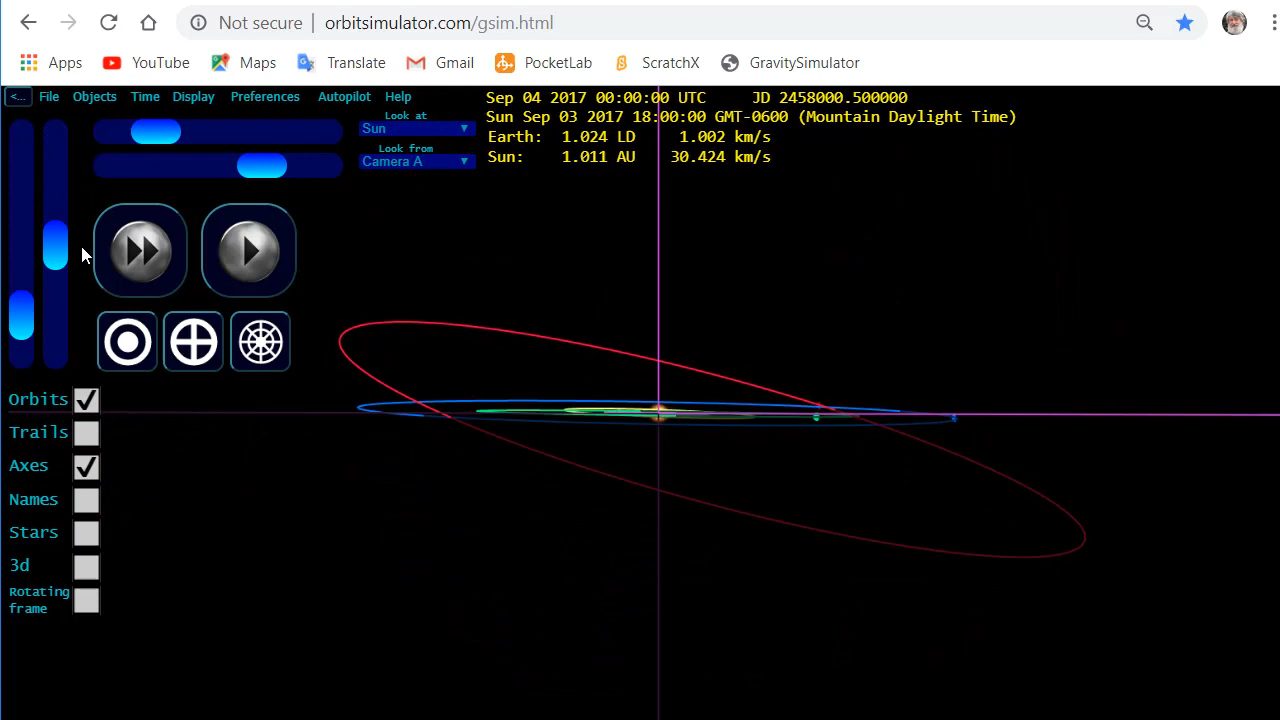 Not secure | orbitsimulator.com/gsim.html
Apps YouTube Maps Translate Gmail PocketLab ScratchX GravitySimulator
<... File Objects Time Display Preferences Autopilot Help
Look at
Sun
Look from
Camera A
Sep 04 2017 00:00:00 UTC JD 2458000.500000
Sun Sep 03 2017 18:00:00 GMT-0600 (Mountain Daylight Time)
Earth: 1.024 LD 1.002 km/s
Sun: 1.011 AU 30.424 km/s
Orbits
Trails
Axes
Names
Stars
3d
Rotating
frame